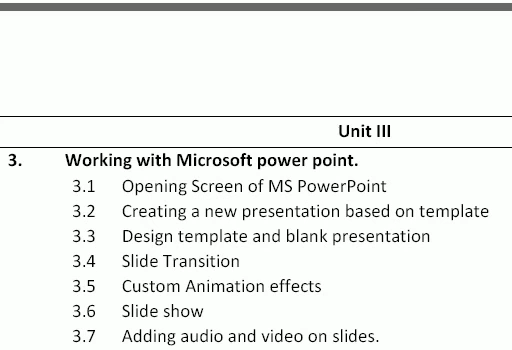 Unit III
3. Working with Microsoft power point.
3.1 Opening Screen of MS PowerPoint
3.2 Creating a new presentation based on template
3.3 Design template and blank presentation
3.4 Slide Transition
3.5 Custom Animation effects
3.6 Slide show
3.7 Adding audio and video on slides.